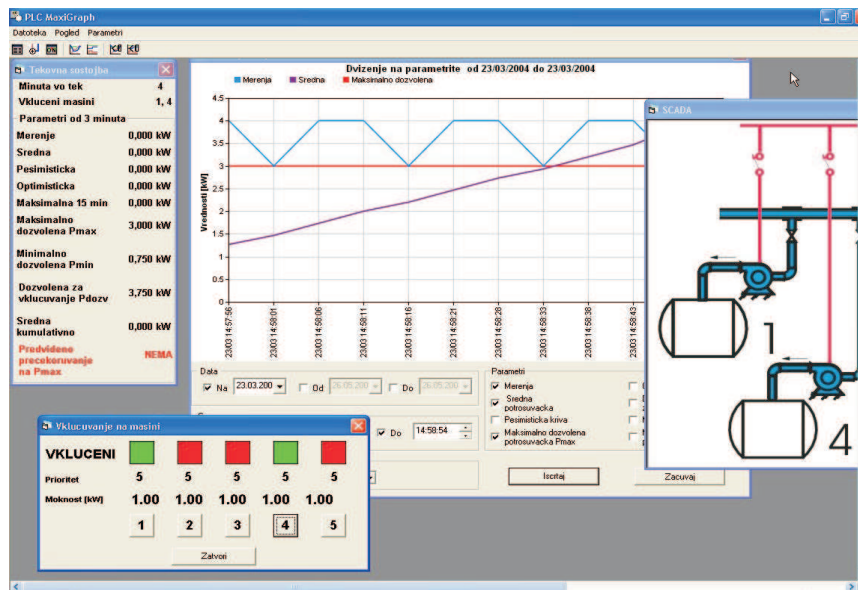 PLC MaxiGraph
Datoteka Pogled Parametri
Tekovna sostojba
Minuta vo tek 4
Vkluceni masini 1, 4
Parametri od 3 minuta
Merenje 0,000 kW
Sredna 0,000 kW
Pesimisticka 0,000 kW
Optimisticka 0,000 kW
Maksimalna 15 min 0,000 kW
Maksimalno
dozvolena Pmax 3,000 kW
Minimalno
dozvolena Pmin 0,750 kW
Dozvolena za
vklucuvanje Pdozv 3,750 kW
Sredna
kumulativno 0,000 kW
Predvideno
precekoruvanje
na Pmax NEMA
Dvizenje na parametrite od 23/03/2004 do 23/03/2004
Merenja Sredna Maksimalno dozvolena
Vrednosti [kW]
4.5
4
3.5
3
2.5
2
1.5
1
0.5
0
23/03 14:57:56
23/03 14:58:01
23/03 14:58:06
23/03 14:58:11
23/03 14:58:16
23/03 14:58:21
23/03 14:58:28
23/03 14:58:33
23/03 14:58:38
23/03 14:58:43
Data
Na 23.03.200 Od 26.05.200 Do 26.05.200
Do 14:58:54
Parametri
Merenja
Sredna
potrosuvacka
Pesimisticka kriva
Maksimalno dozvolena
potrosuvacka Pmax
Iscrtaj Zacuvaj
SCADA
1
4
Vklucuvanje na masini
VKLUCENI
Prioritet 5 5 5 5 5
Moknost [kW] 1.00 1.00 1.00 1.00 1.00
1 2 3 4 5
Zatvori